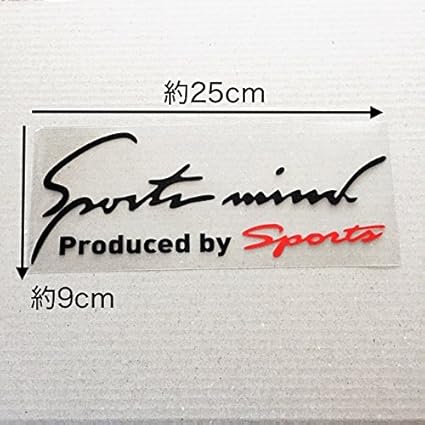 約25cm
Sports mind
Produced by Sports
約9cm